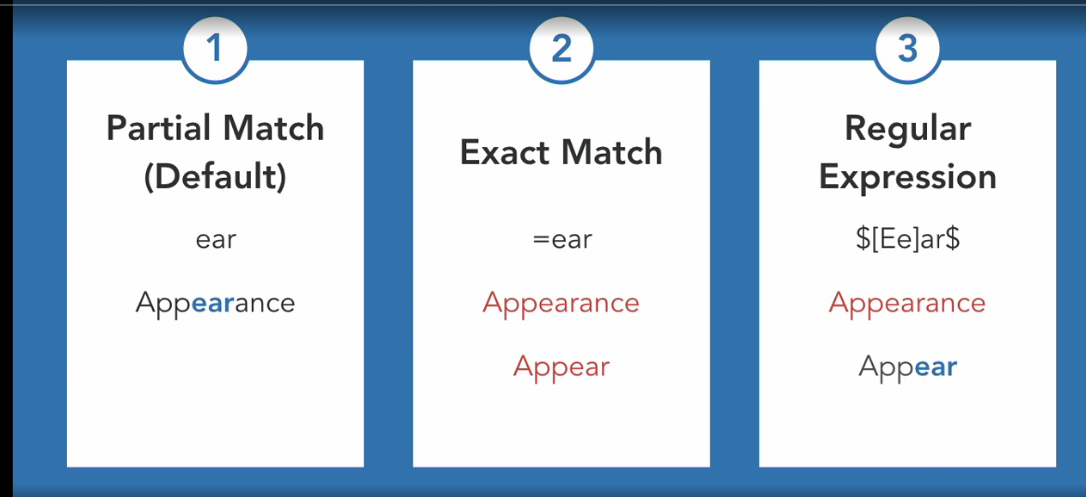 1
Partial Match
(Default)
ear
Appearance
2
Exact Match
=ear
Appearance
Appear
3
Regular
Expression
$[Ee]ar$
Appearance
Appear